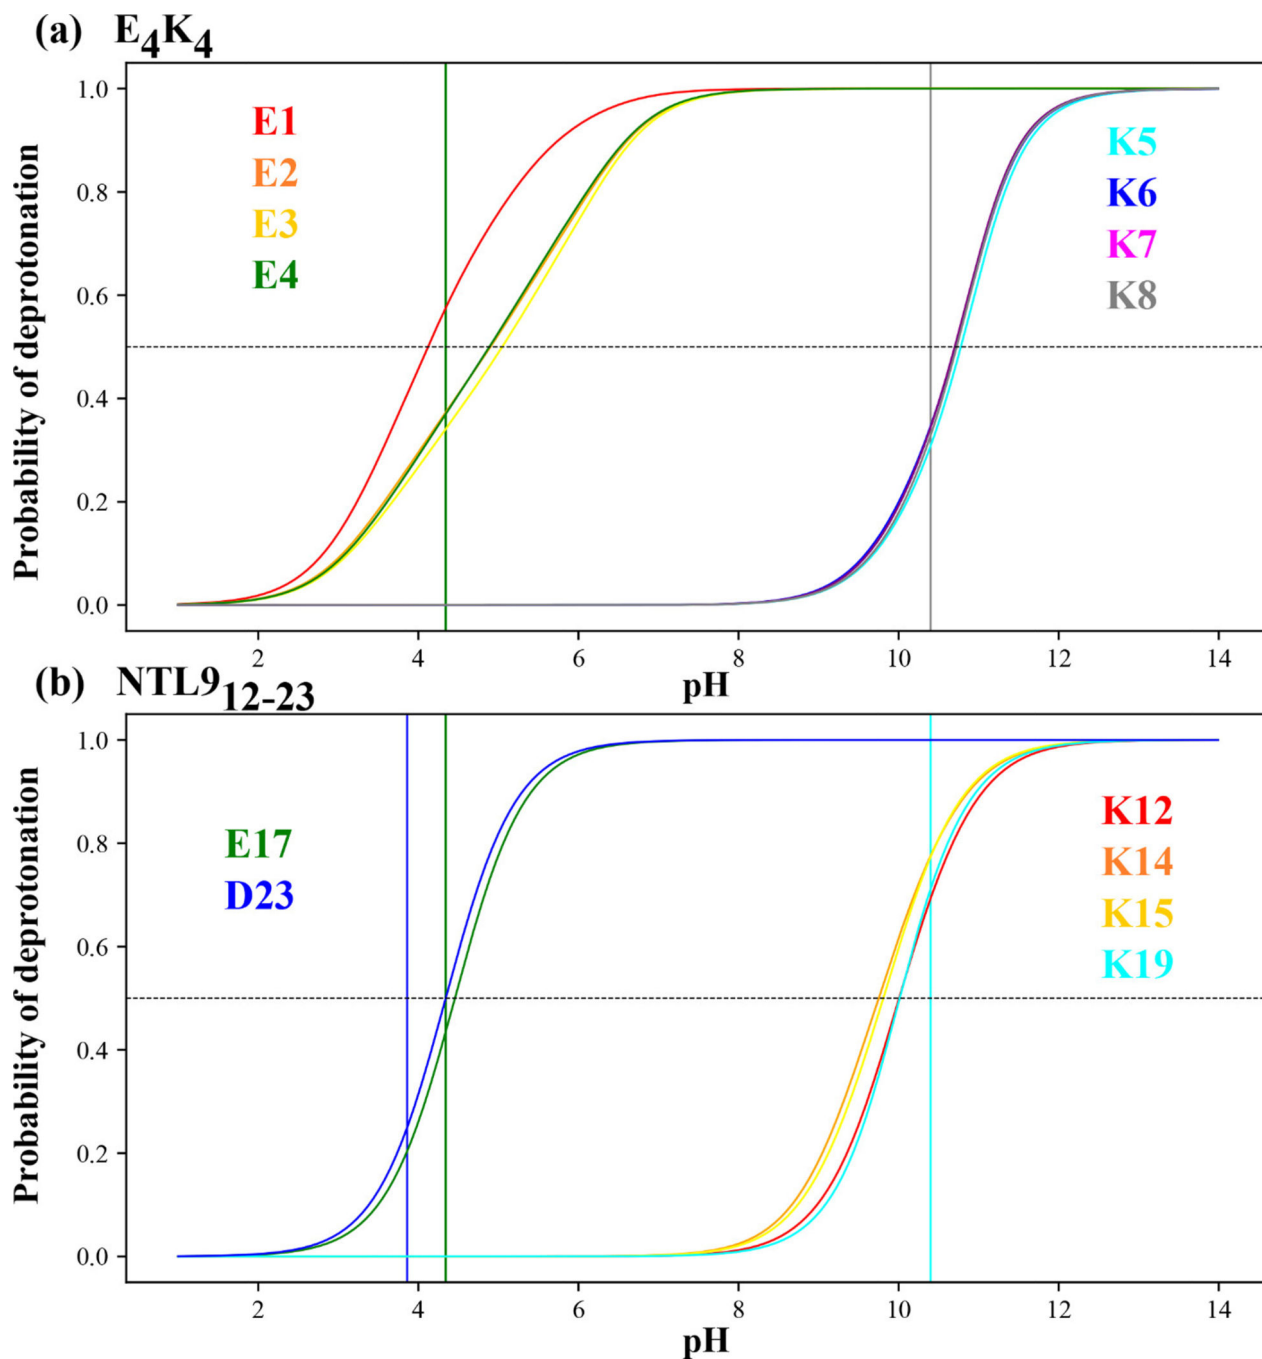 (a) E4K4
Probability of deprotonation
1.0
0.8
0.6
0.4
0.2
0.0
E1
E2
E3
E4
K5
K6
K7
K8
2 4 6 8 10 12 14
pH
(b) NTL912-23
Probability of deprotonation
1.0
0.8
0.6
0.4
0.2
0.0
E17
D23
K12
K14
K15
K19
2 4 6 8 10 12 14
pH